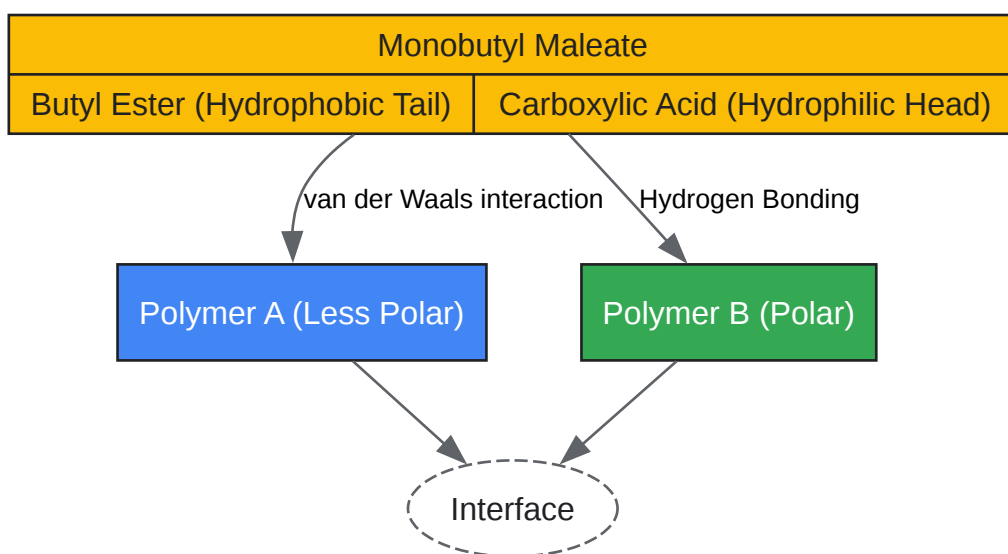 Monobutyl Maleate
Butyl Ester (Hydrophobic Tail)
Carboxylic Acid (Hydrophilic Head)
van der Waals interaction
Hydrogen Bonding
Polymer A (Less Polar)
Polymer B (Polar)
Interface